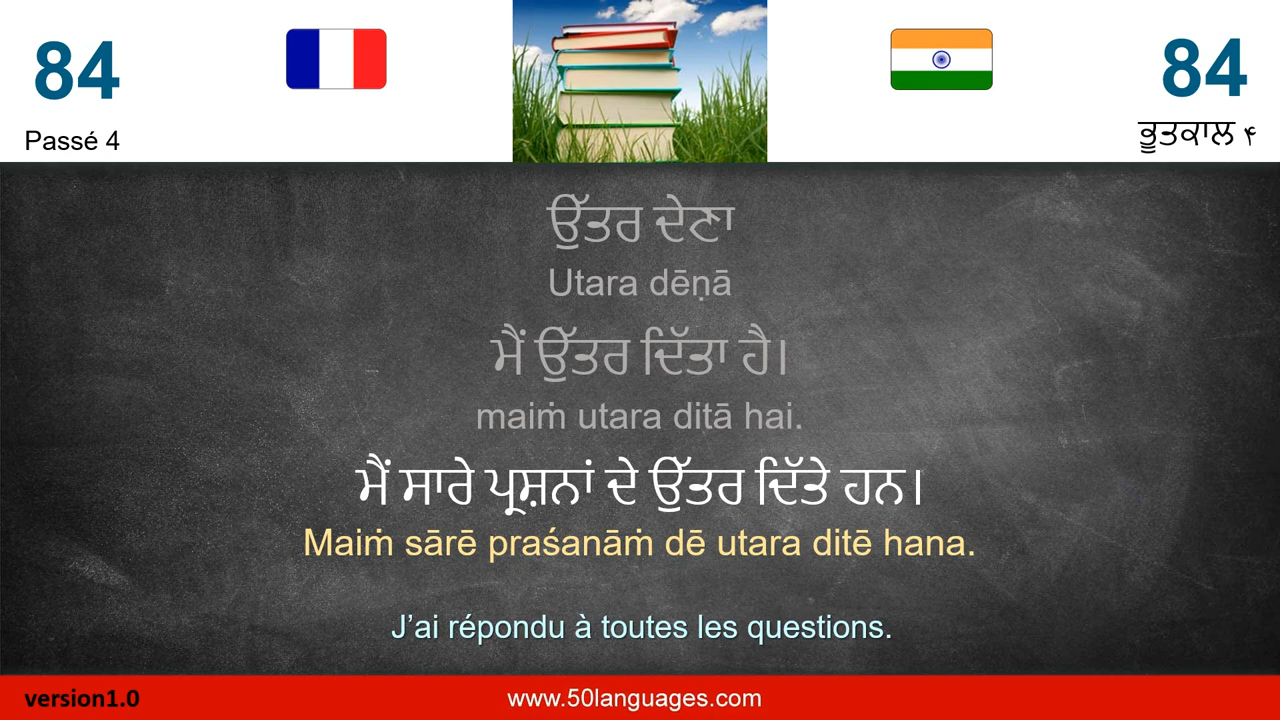 84
84
Passé 4
ਭੂਤਕਾਲ ੪
ਉੱਤਰ ਦੇਣਾ
Utara dēṇā
ਮੈਂ ਉੱਤਰ ਦਿੱਤਾ ਹੈ।
maiṁ utara ditā hai.
ਮੈਂ ਸਾਰੇ ਪ੍ਰਸ਼ਨਾਂ ਦੇ ਉੱਤਰ ਦਿੱਤੇ ਹਨ।
Maiṁ sārē praśanāṁ dē utara ditē hana.
J’ai répondu à toutes les questions.
version1.0
www.50languages.com